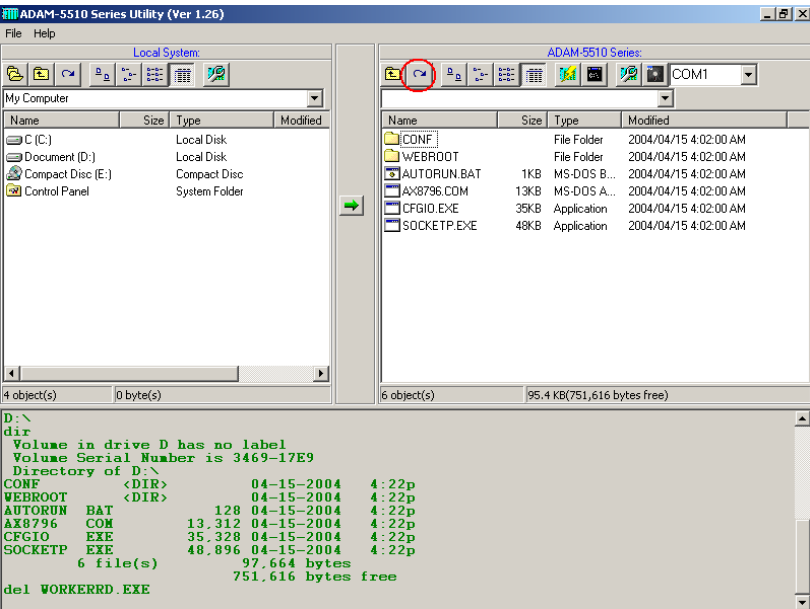 ADAM-5510 Series Utility (Ver 1.26)
File Help
Local System:
ADAM-5510 Series:
COM1
My Computer
Name Size Type Modified
C (C:) Local Disk
Document (D:) Local Disk
Compact Disc (E:) Compact Disc
Control Panel System Folder
Name Size Type Modified
CONF File Folder 2004/04/15 4:02:00 AM
WEBROOT File Folder 2004/04/15 4:02:00 AM
AUTORUN.BAT 1KB MS-DOS B... 2004/04/15 4:02:00 AM
AX8796.COM 13KB MS-DOS A... 2004/04/15 4:02:00 AM
CFGIO.EXE 35KB Application 2004/04/15 4:02:00 AM
SOCKETP.EXE 48KB Application 2004/04/15 4:02:00 AM
4 object(s) 0 byte(s)
6 object(s) 95.4 KB(751,616 bytes free)
D:\
dir
Volume in drive D has no label
Volume Serial Number is 3469-17E9
Directory of D:\
CONF <DIR> 04-15-2004 4:22p
WEBROOT <DIR> 04-15-2004 4:22p
AUTORUN BAT 128 04-15-2004 4:22p
AX8796 COM 13,312 04-15-2004 4:22p
CFGIO EXE 35,328 04-15-2004 4:22p
SOCKETP EXE 48,896 04-15-2004 4:22p
6 file(s) 97,664 bytes
751,616 bytes free
del WORKERRD.EXE